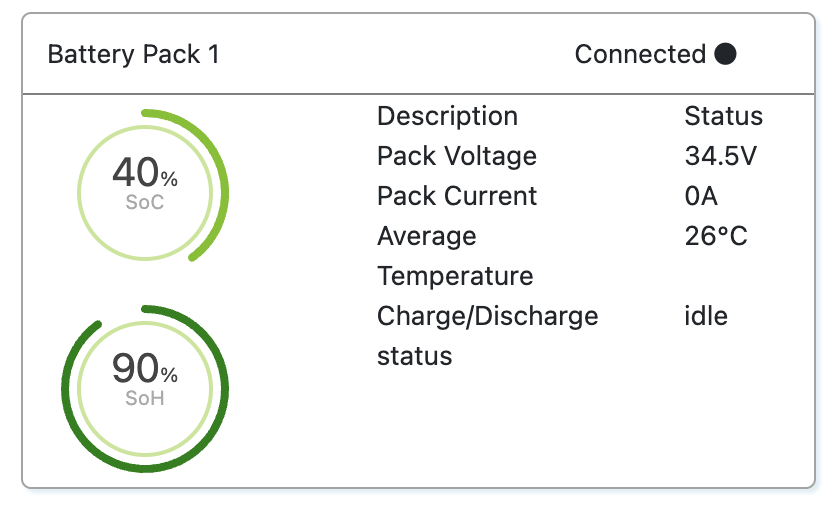 Battery Pack 1 Connected
40%
SoC
90%
SoH
Description Status
Pack Voltage 34.5V
Pack Current 0A
Average 26°C
Temperature
Charge/Discharge idle
status